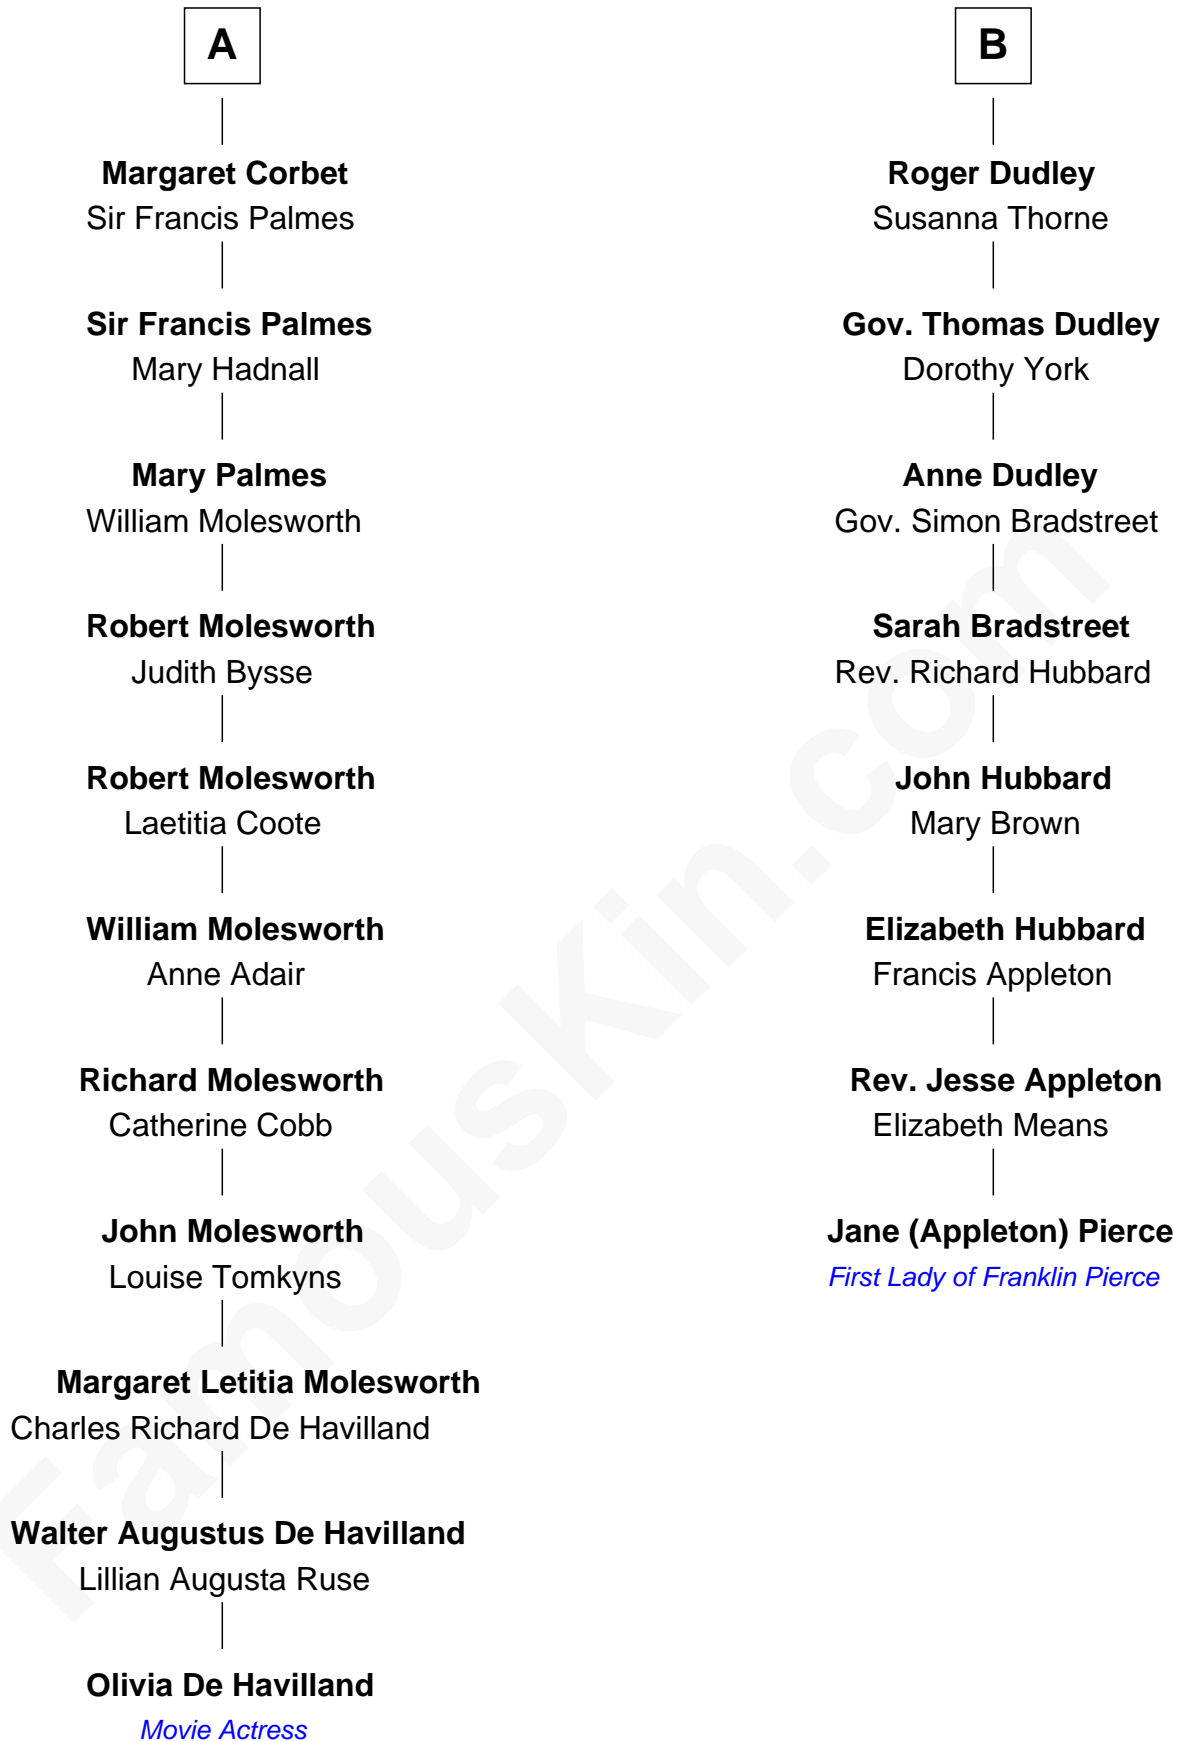 A
Margaret Corbet
Sir Francis Palmes
Sir Francis Palmes
Mary Hadnall
Mary Palmes
William Molesworth
Robert Molesworth
Judith Bysse
Robert Molesworth
Laetitia Coote
William Molesworth
Anne Adair
Richard Molesworth
Catherine Cobb
John Molesworth
Louise Tomkyns
Margaret Letitia Molesworth
Charles Richard De Havilland
Walter Augustus De Havilland
Lillian Augusta Ruse
Olivia De Havilland
Movie Actress
B
Roger Dudley
Susanna Thorne
Gov. Thomas Dudley
Dorothy York
Anne Dudley
Gov. Simon Bradstreet
Sarah Bradstreet
Rev. Richard Hubbard
John Hubbard
Mary Brown
Elizabeth Hubbard
Francis Appleton
Rev. Jesse Appleton
Elizabeth Means
Jane (Appleton) Pierce
First Lady of Franklin Pierce
FamousKin.com